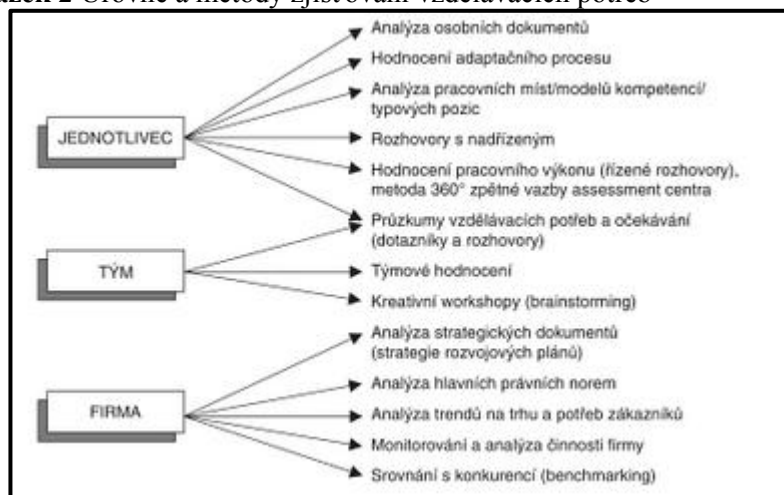 2 Úrovně a metody zjišťování vzdělávacích potřeb
Analýza osobních dokumentů
Hodnocení adaptačního procesu
Analýza pracovních míst/modelů kompetencí/
typových pozic
JEDNOTLIVEC
Rozhovory s nadřízeným
Hodnocení pracovního výkonu (řízené rozhovory),
metoda 360° zpětné vazby assessment centra
Průzkumy vzdělávacích potřeb a očekávání
(dotazníky a rozhovory)
TÝM
Týmové hodnocení
Kreativní workshopy (brainstorming)
Analýza strategických dokumentů
(strategie rozvojových plánů)
Analýza hlavních právních norem
FIRMA
Analýza trendů na trhu a potřeb zákazníků
Monitorování a analýza činnosti firmy
Srovnání s konkurencí (benchmarking)